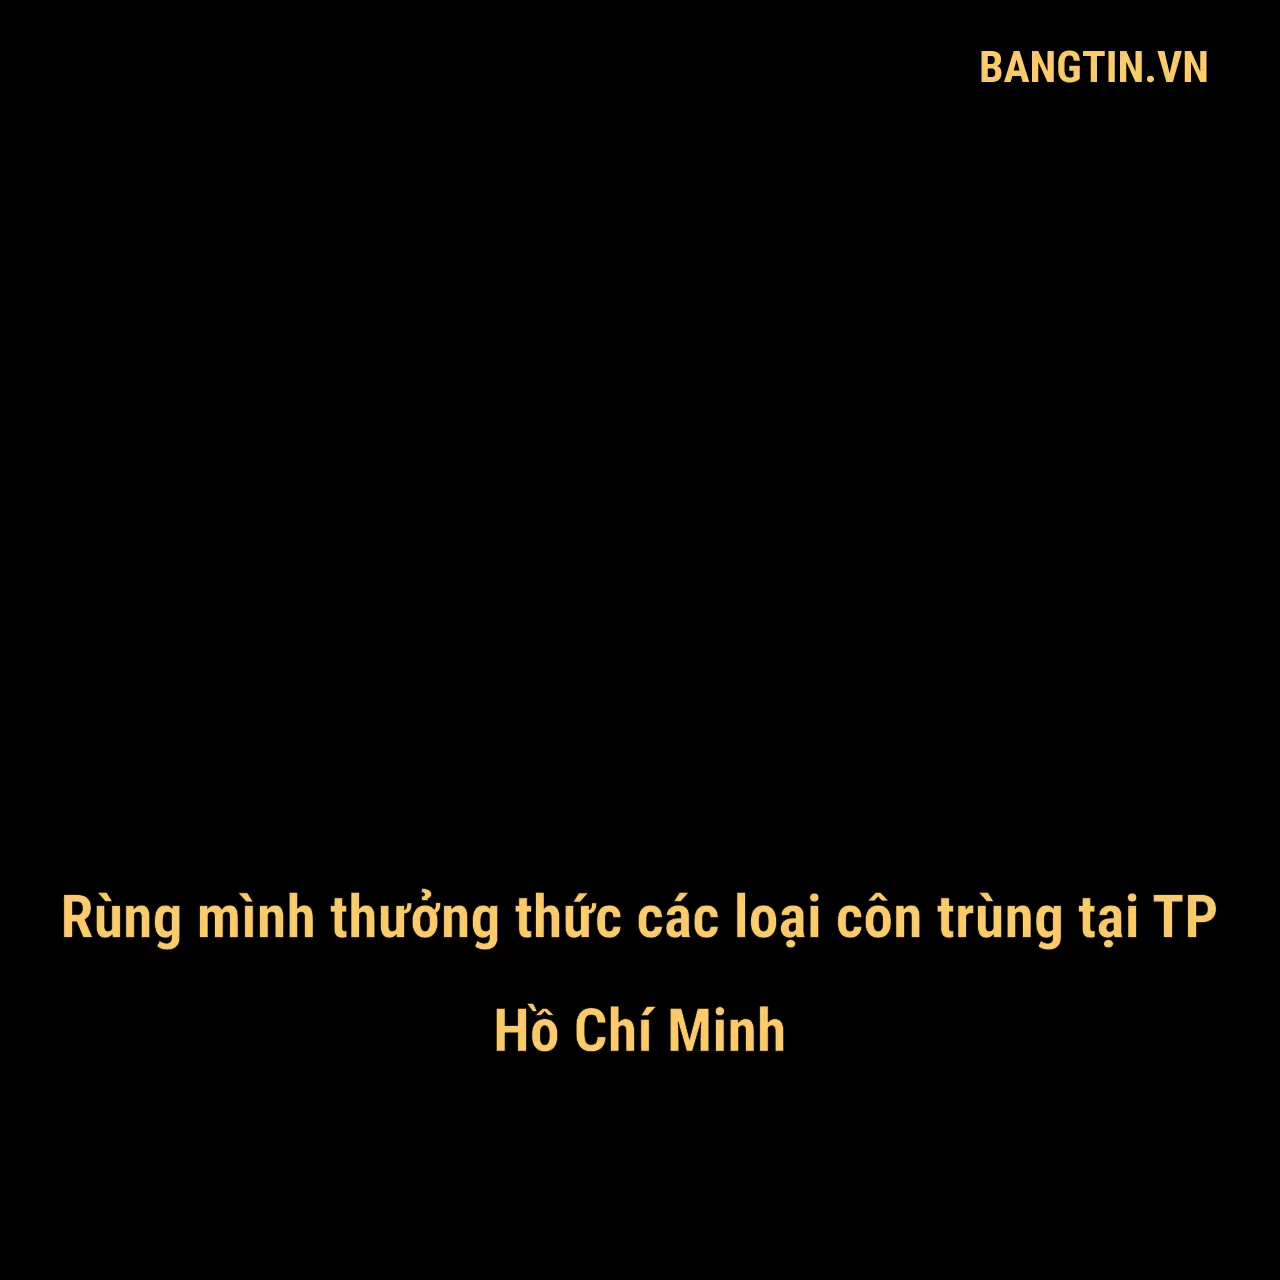 BANGTIN.VN
Rùng mình thưởng thức các loại côn trùng tại TP
Hồ Chí Minh